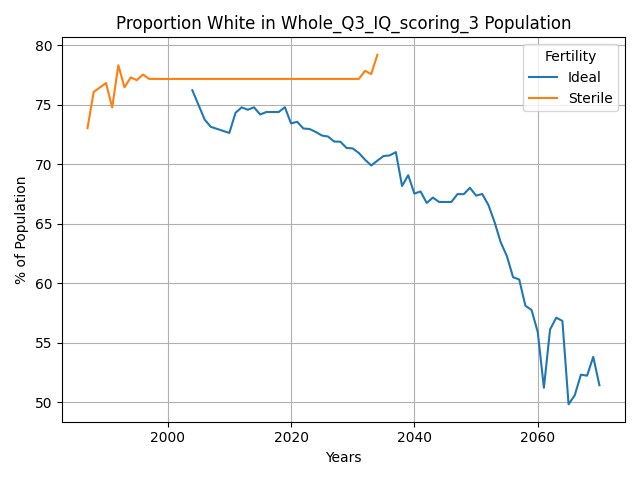 Proportion White in Whole_Q3_IQ_scoring_3 Population
Fertility
Ideal
Sterile
80
75
70
65
60
55
50
% of Population
2000
2020
2040
2060
Years